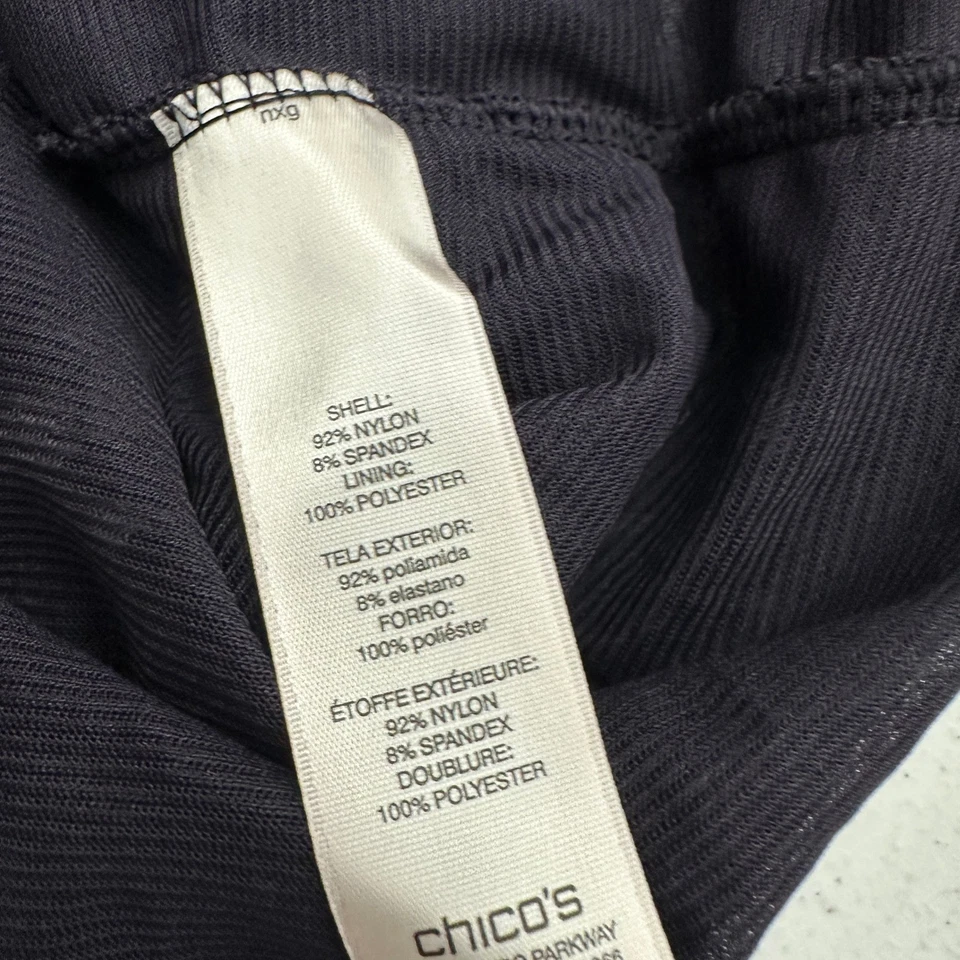 nxg
SHELL:
92% NYLON
8% SPANDEX
LINING:
100% POLYESTER
TELA EXTERIOR:
92% poliamida
8% elastano
FORRO:
100% poliéster
ÉTOFFE EXTÉRIEURE:
92% NYLON
8% SPANDEX
DOUBLURE:
100% POLYESTER
chico's
PARKWAY